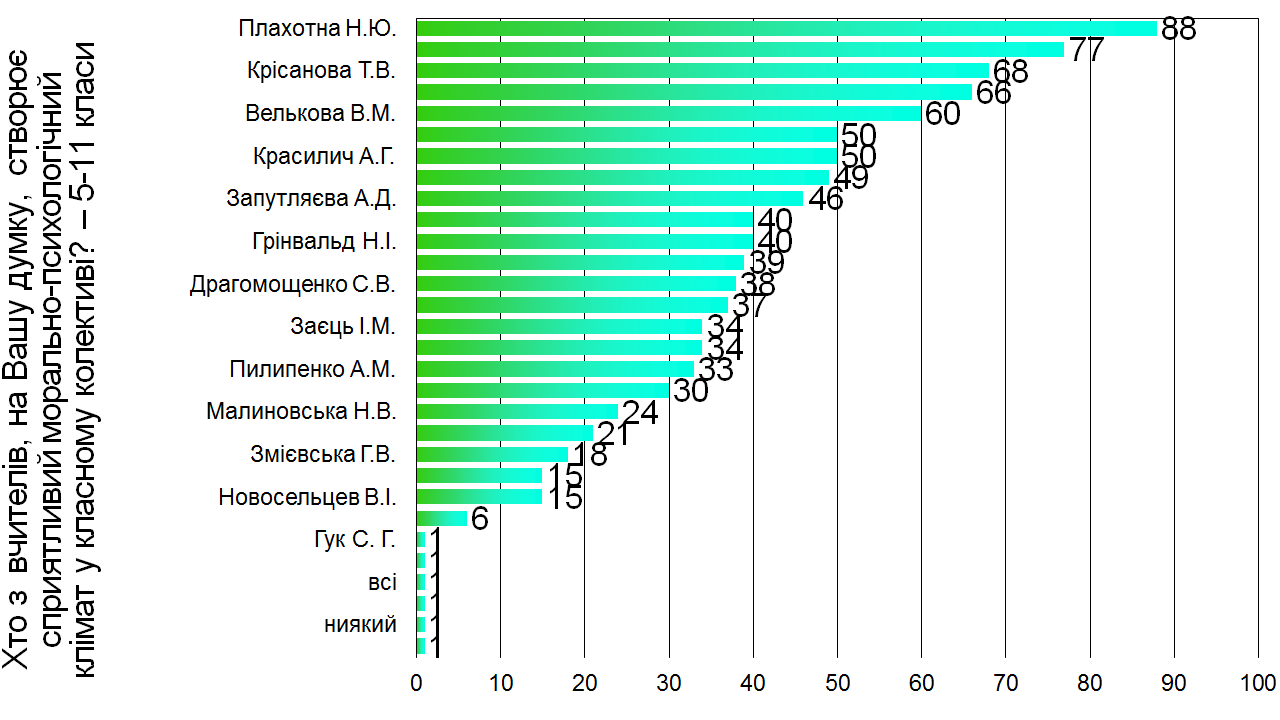 Хто з вчителів, на Вашу думку, створює
сприятливий морально-психологічний
клімат у класному колективі? – 5-11 класи
Плахотна Н.Ю.
88
77
Крісанова Т.В.
68
66
Велькова В.М.
60
50
Красилич А.Г.
50
49
Запутляєва А.Д.
46
40
Грінвальд Н.І.
40
39
Драгомощенко С.В.
38
37
Заєць І.М.
34
34
Пилипенко А.М.
33
30
Малиновська Н.В.
24
21
Змієвська Г.В.
18
15
Новосельцев В.І.
15
6
Гук С. Г.
1
1
всі
1
1
ниякий
1
1
0 10 20 30 40 50 60 70 80 90 100